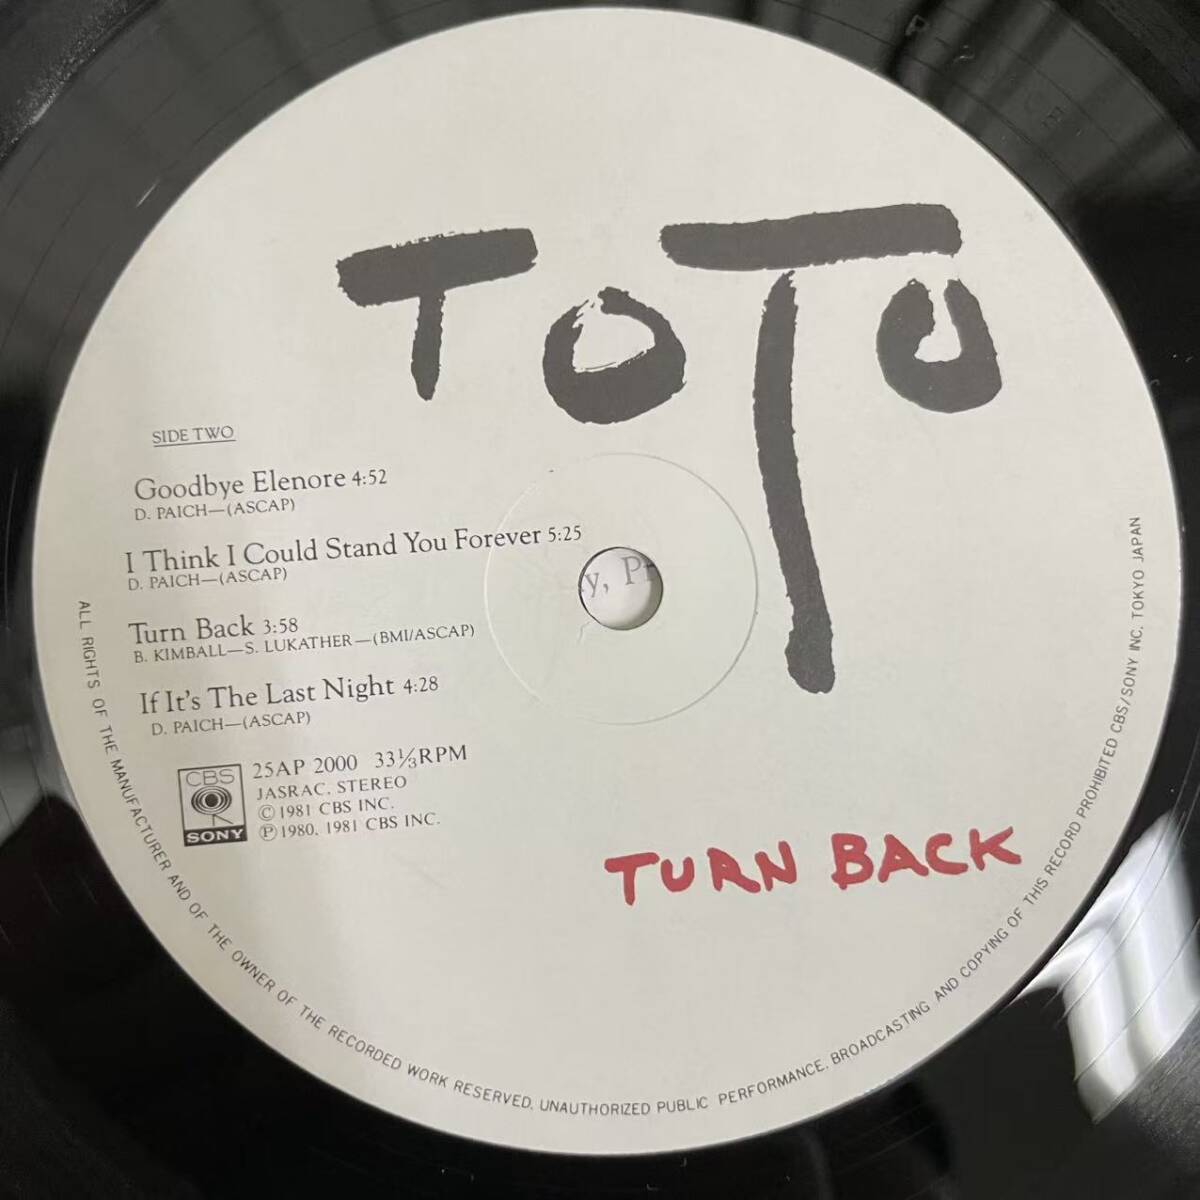 TOTO
SIDE TWO
Goodbye Elenore 4:52
D. PAICH—(ASCAP)
I Think I Could Stand You Forever 5:25
D. PAICH—(ASCAP)
Turn Back 3:58
B. KIMBALL—S. LUKATHER—(BMI/ASCAP)
If It's The Last Night 4:28
D. PAICH—(ASCAP)
CBS
SONY
25AP 2000 33⅓RPM
JASRAC. STEREO
Ⓒ1981 CBS INC.
Ⓟ1980, 1981 CBS INC.
TURN BACK
ALL RIGHTS OF THE MANUFACTURER AND OF THE OWNER OF THE RECORDED WORK RESERVED. UNAUTHORIZED PUBLIC PERFORMANCE, BROADCASTING AND COPYING OF THIS RECORD PROHIBITED CBS/SONY INC. TOKYO JAPAN